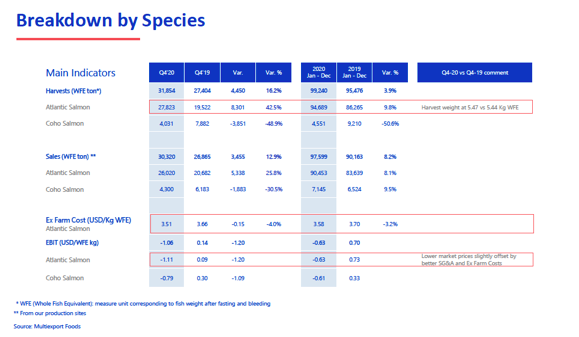 Breakdown by Species
Main Indicators Q4'20 Q4'19 Var. Var. % 2020 Jan - Dec 2019 Jan - Dec Var. % Q4-20 vs Q4-19 comment
Harvests (WFE ton*) 31,854 27,404 4,450 16.2% 99,240 95,476 3.9%
Atlantic Salmon 27,823 19,522 8,301 42.5% 94,689 86,265 9.8% Harvest weight at 5.47 vs 5.44 Kg WFE
Coho Salmon 4,031 7,882 -3,851 -48.9% 4,551 9,210 -50.6%
Sales (WFE ton) ** 30,320 26,865 3,455 12.9% 97,599 90,163 8.2%
Atlantic Salmon 26,020 20,682 5,338 25.8% 90,453 83,639 8.1%
Coho Salmon 4,300 6,183 -1,883 -30.5% 7,145 6,524 9.5%
Ex Farm Cost (USD/Kg WFE)
Atlantic Salmon 3.51 3.66 -0.15 -4.0% 3.58 3.70 -3.2%
EBIT (USD/WFE kg) -1.06 0.14 -1.20 -0.63 0.70
Atlantic Salmon -1.11 0.09 -1.20 -0.63 0.73 Lower market prices slightly offset by
better SG&A and Ex Farm Costs
Coho Salmon -0.79 0.30 -1.09 -0.61 0.33
* WFE (Whole Fish Equivalent): measure unit corresponding to fish weight after fasting and bleeding
** From our production sites
Source: Multiexport Foods